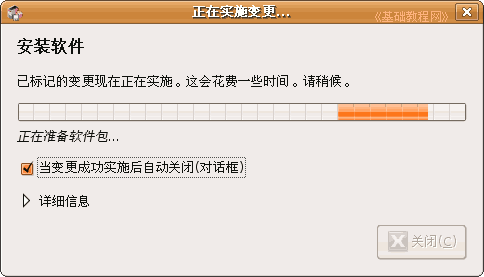 正在实施变更...
《基础教程网》
安装软件
已标记的变更现在正在实施。这会花费一些时间。请稍候。
正在准备软件包...
当变更成功实施后自动关闭(对话框)
详细信息
关闭(C)